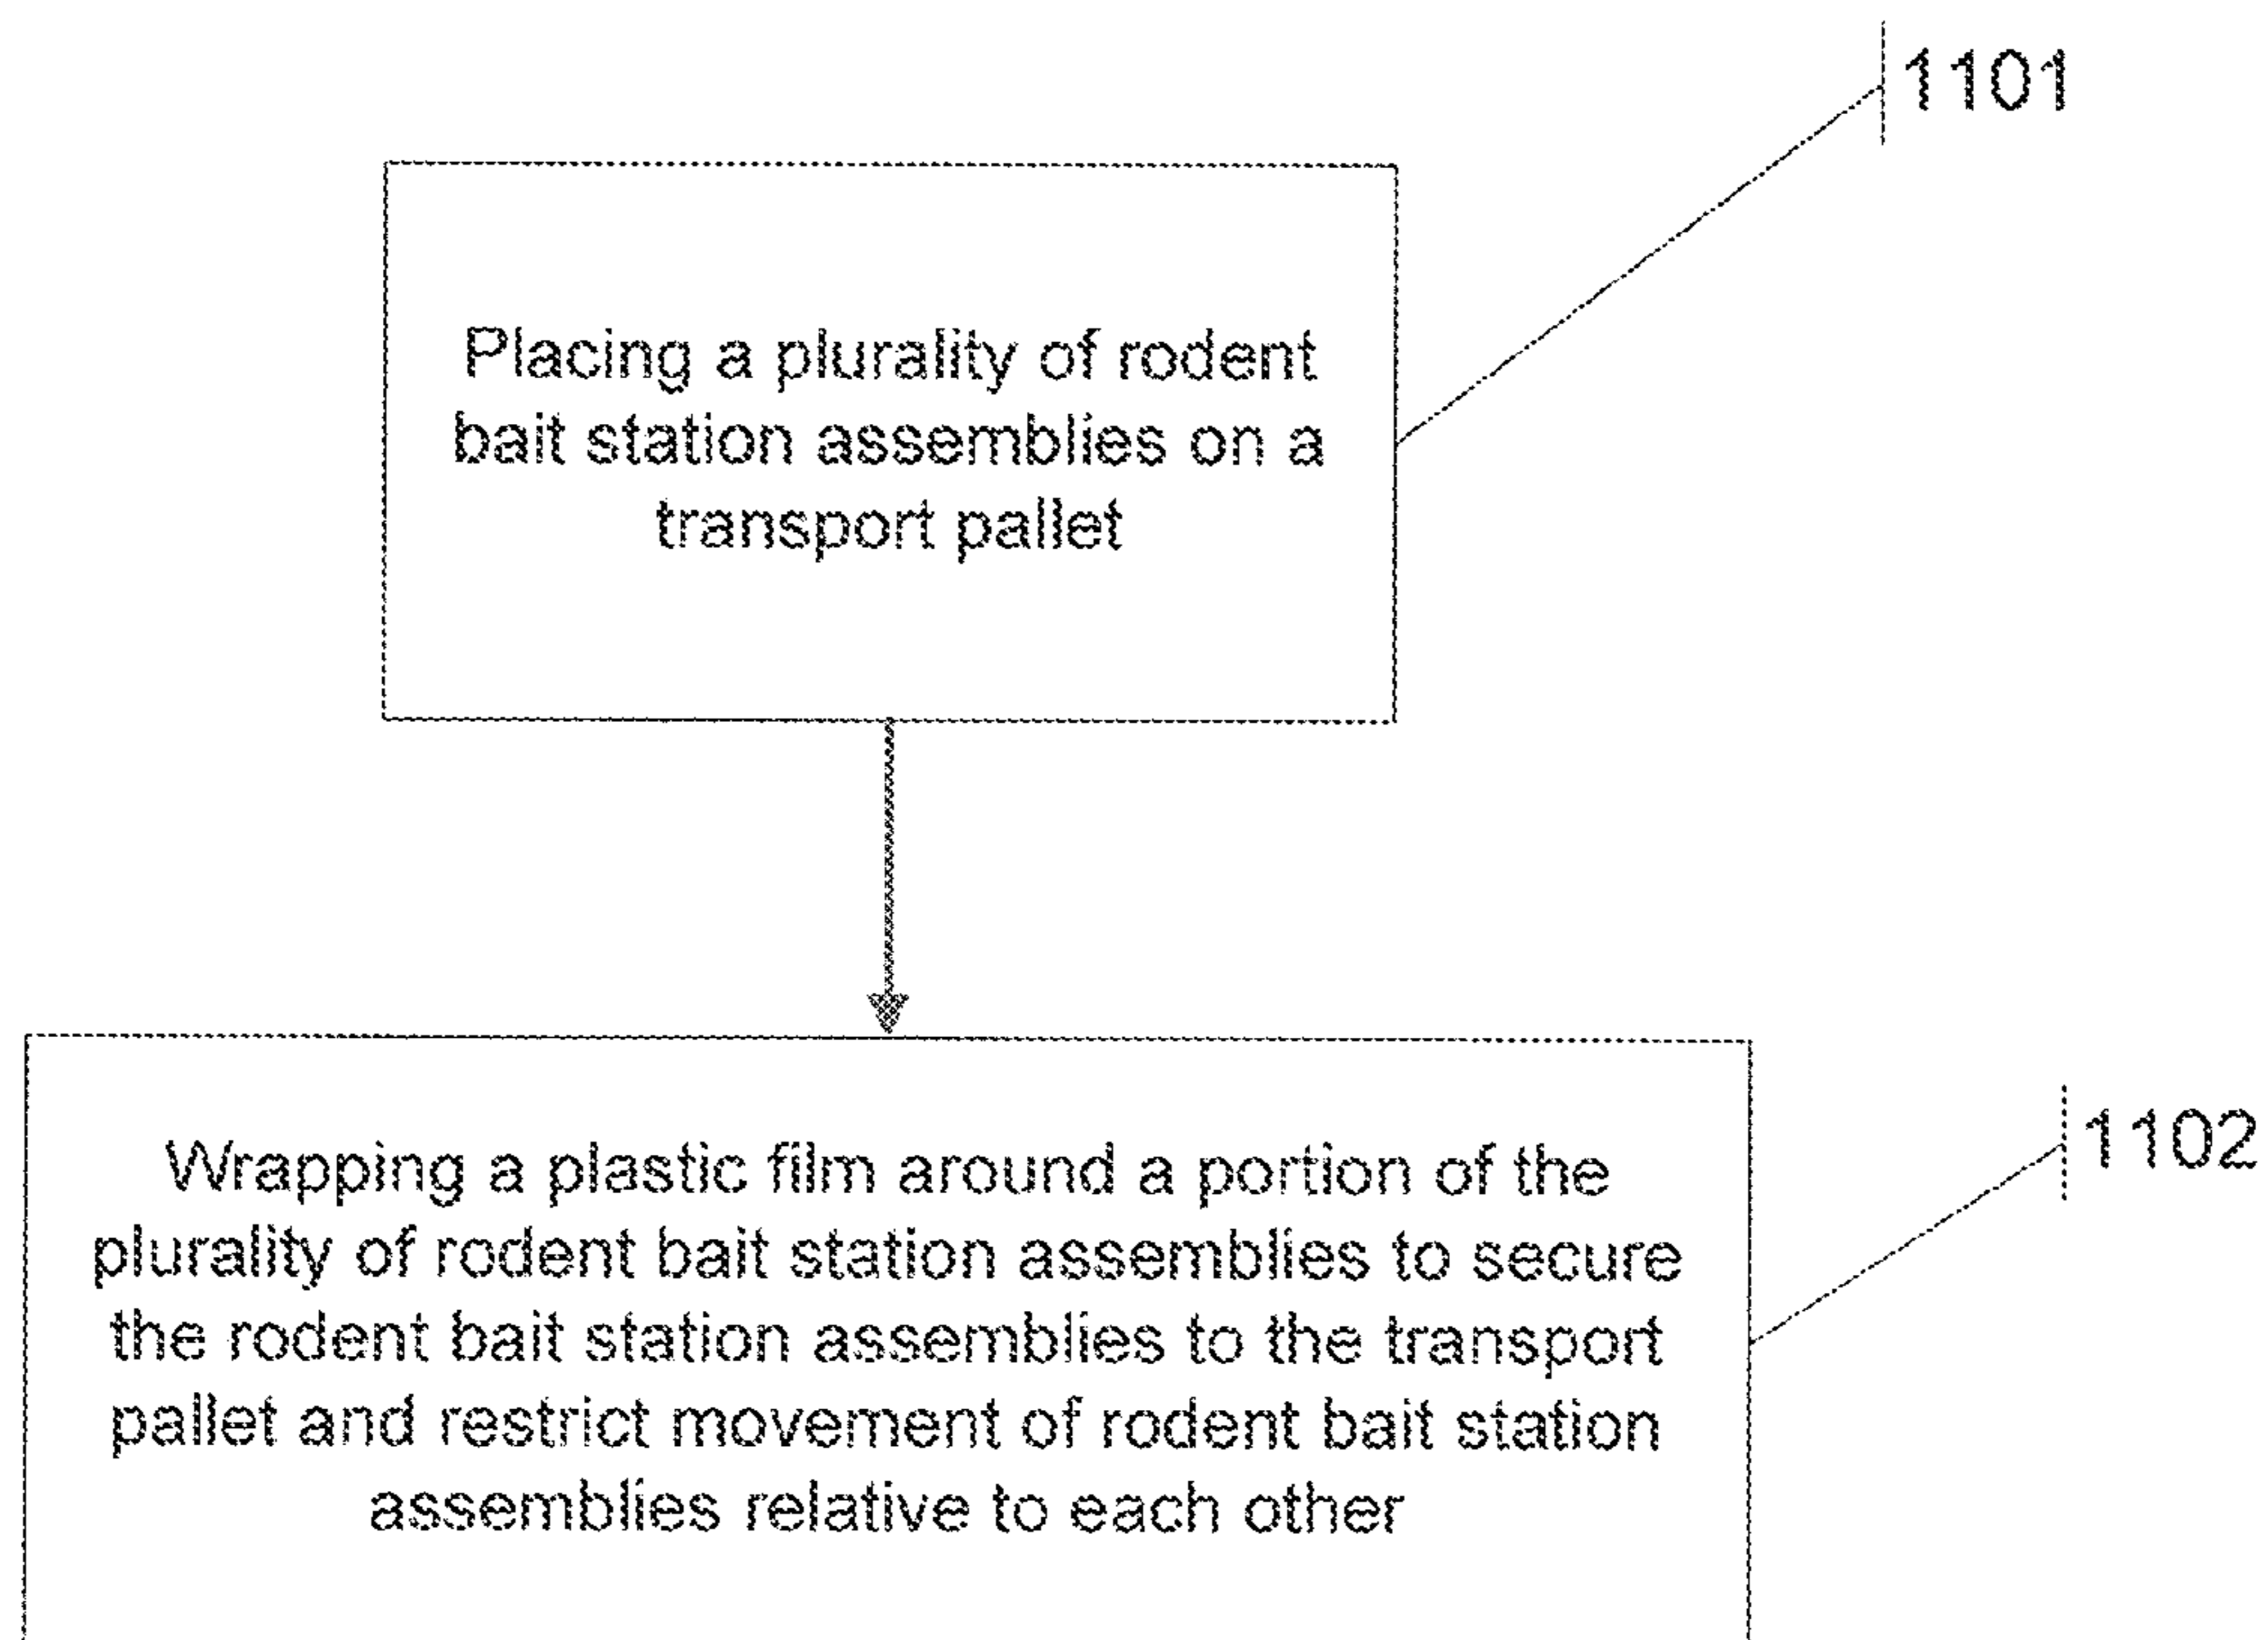 1101
Placing a plurality of rodent
bait station assemblies on a
transport pallet
1102
Wrapping a plastic film around a portion of the
plurality of rodent bait station assemblies to secure
the rodent bait station assemblies to the transport
pallet and restrict movement of rodent bait station
assemblies relative to each other